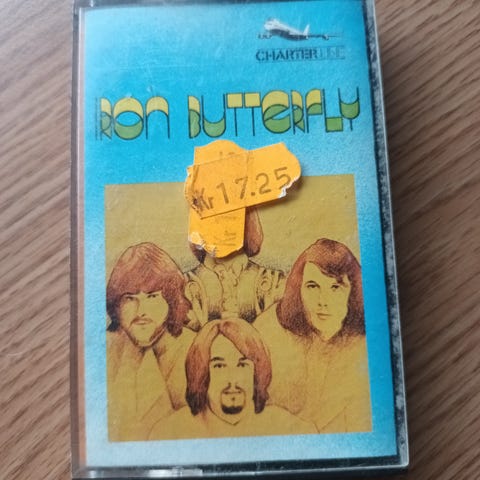 CHARTERLINE
IRON BUTTERFLY
Kr 17.25